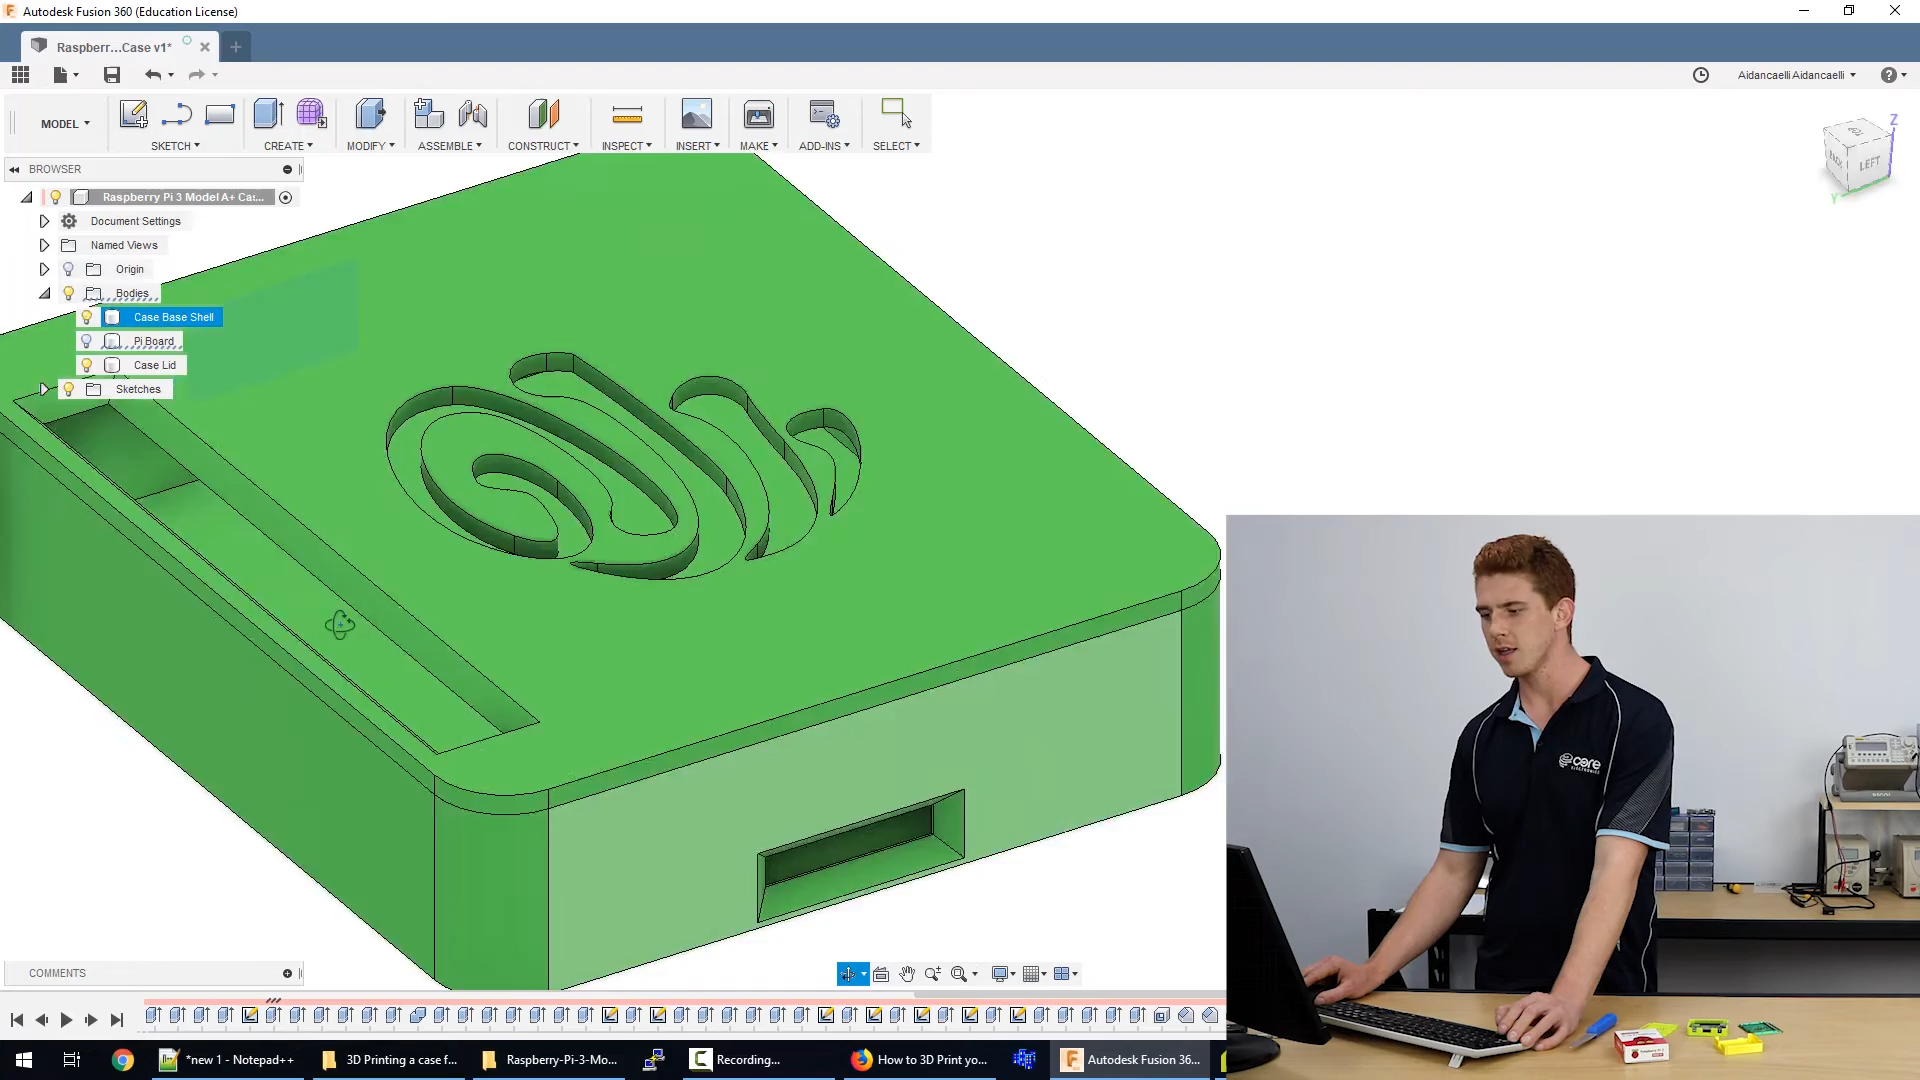 Autodesk Fusion 360 (Education License)
Raspberr...Case v1*
Aidancaelli Aidancaelli
MODEL
SKETCH
CREATE
MODIFY
ASSEMBLE
CONSTRUCT
INSPECT
INSERT
MAKE
ADD-INS
SELECT
BROWSER
Raspberry Pi 3 Model A+ Ca:...
Document Settings
Named Views
Origin
Bodies
Case Base Shell
Pi Board
Case Lid
Sketches
Z
BACK
LEFT
Y
core
ELECTRONICS
COMMENTS
*new 1 - Notepad++
3D Printing a case f...
Raspberry-Pi-3-Mo...
Recording...
How to 3D Print yo...
Autodesk Fusion 36...